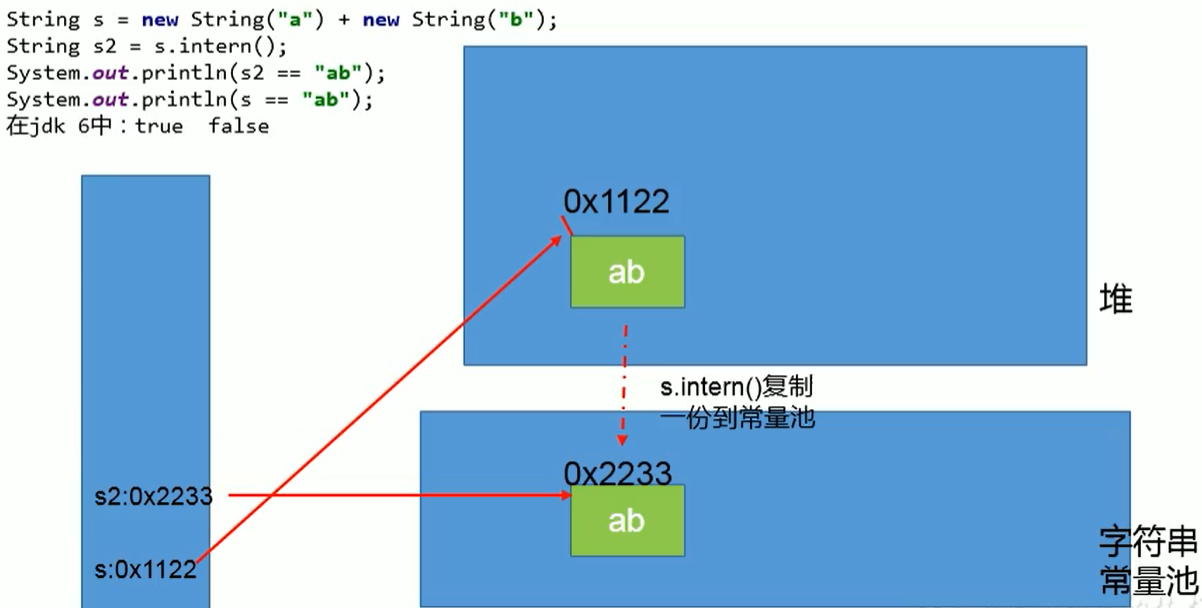 String s = new String("a") + new String("b");
String s2 = s.intern();
System.out.println(s2 == "ab");
System.out.println(s == "ab");
在jdk 6中：true  false
0x1122
ab
堆
s.intern()复制
一份到常量池
0x2233
ab
s2:0x2233
s:0x1122
字符串
常量池